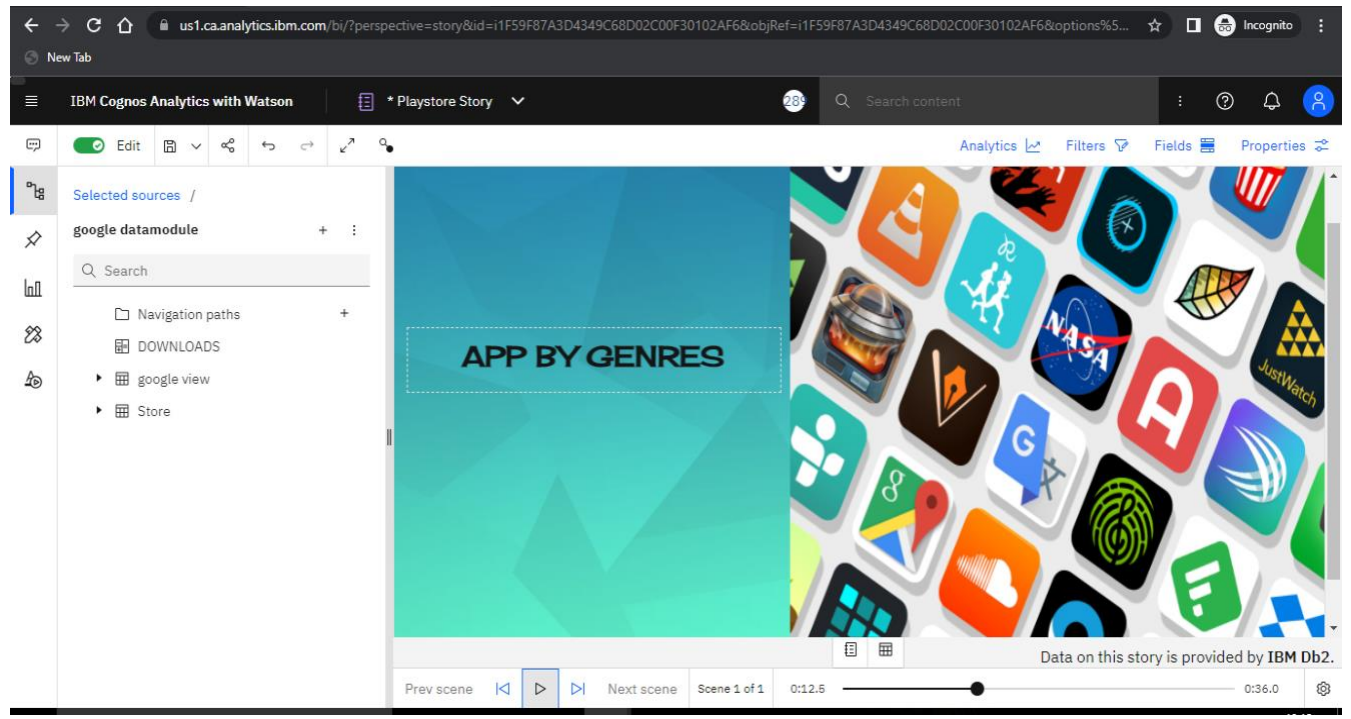 us1.ca.analytics.ibm.com/bi/?perspective=story&id=i1F59F87A3D4349C68D02C00F30102AF6&objRef=i1F59F87A3D4349C68D02C00F30102AF6&options%5...
Incognito
New Tab
IBM Cognos Analytics with Watson
* Playstore Story
289
Search content
Edit
Analytics
Filters
Fields
Properties
Selected sources /
google datamodule
Search
Navigation paths
DOWNLOADS
google view
Store
APP BY GENRES
NASA
JustWatch
A
G
g
F
Data on this story is provided by IBM Db2.
Prev scene
Next scene
Scene 1 of 1
0:12.5
0:36.0